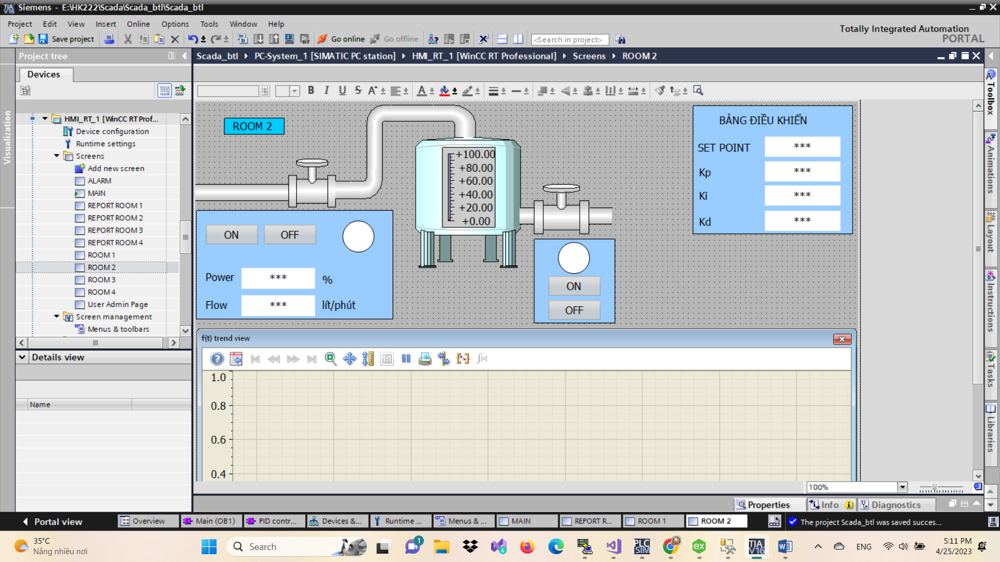 Siemens - E:\HK222\Scada\Scada_btl\Scada_btl
Project Edit View Insert Online Options Tools Window Help
Totally Integrated Automation
PORTAL
Save project Go online Go offline <Search in project>
Project tree
Scada_btl PC-System_1 [SIMATIC PC station] HMI_RT_1 [WinCC RT Professional] Screens ROOM 2
Devices
Visualization
HMI_RT_1 [WinCC RT Prof...
Device configuration
Runtime settings
Screens
Add new screen
ALARM
MAIN
REPORT ROOM 1
REPORT ROOM 2
REPORT ROOM 3
REPORT ROOM 4
ROOM 1
ROOM 2
ROOM 3
ROOM 4
User Admin Page
Screen management
Menus & toolbars
Details view
Name
B I U S
ROOM 2
+100.00
+80.00
+60.00
+40.00
+20.00
+0.00
ON OFF
Power *** %
Flow *** lít/phút
ON
OFF
BẢNG ĐIỀU KHIỂN
SET POINT ***
Kp ***
Ki ***
Kd ***
f(t) trend view
1.0
0.8
0.6
0.4
Toolbox
Animations
Layout
Instructions
Tasks
Libraries
100%
Properties Info Diagnostics
Portal view Overview Main (OB1) PID contr... Devices &... Runtime ... Menus & ... MAIN REPORT R... ROOM 1 ROOM 2 The project Scada_btl was saved succes...
35°C
Nắng nhiều nơi
Search
1
PLC
SIM
ex
TIA
V16
W
ENG
5:11 PM
4/25/2023